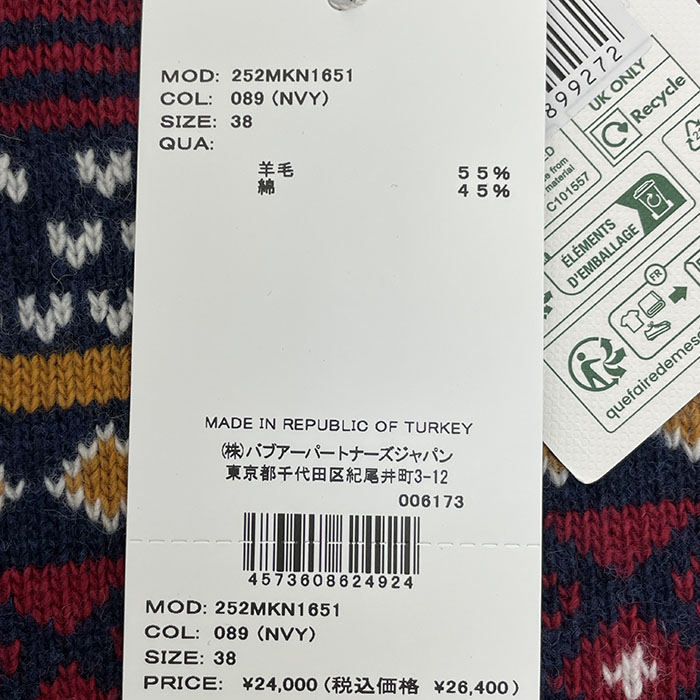 MOD: 252MKN1651
COL: 089 (NVY)
SIZE: 38
QUA:
羊毛 55%
綿 45%
MADE IN REPUBLIC OF TURKEY
(株)バブアーパートナーズジャパン
東京都千代田区紀尾井町3-12
006173
4573608624924
MOD: 252MKN1651
COL: 089 (NVY)
SIZE: 38
PRICE: ¥24,000 (税込価格 ¥26,400)
899272
UK ONLY
Recycle
from
material
C101557
ÉLÉMENTS
D'EMBALLAGE
FR
quefairedemes